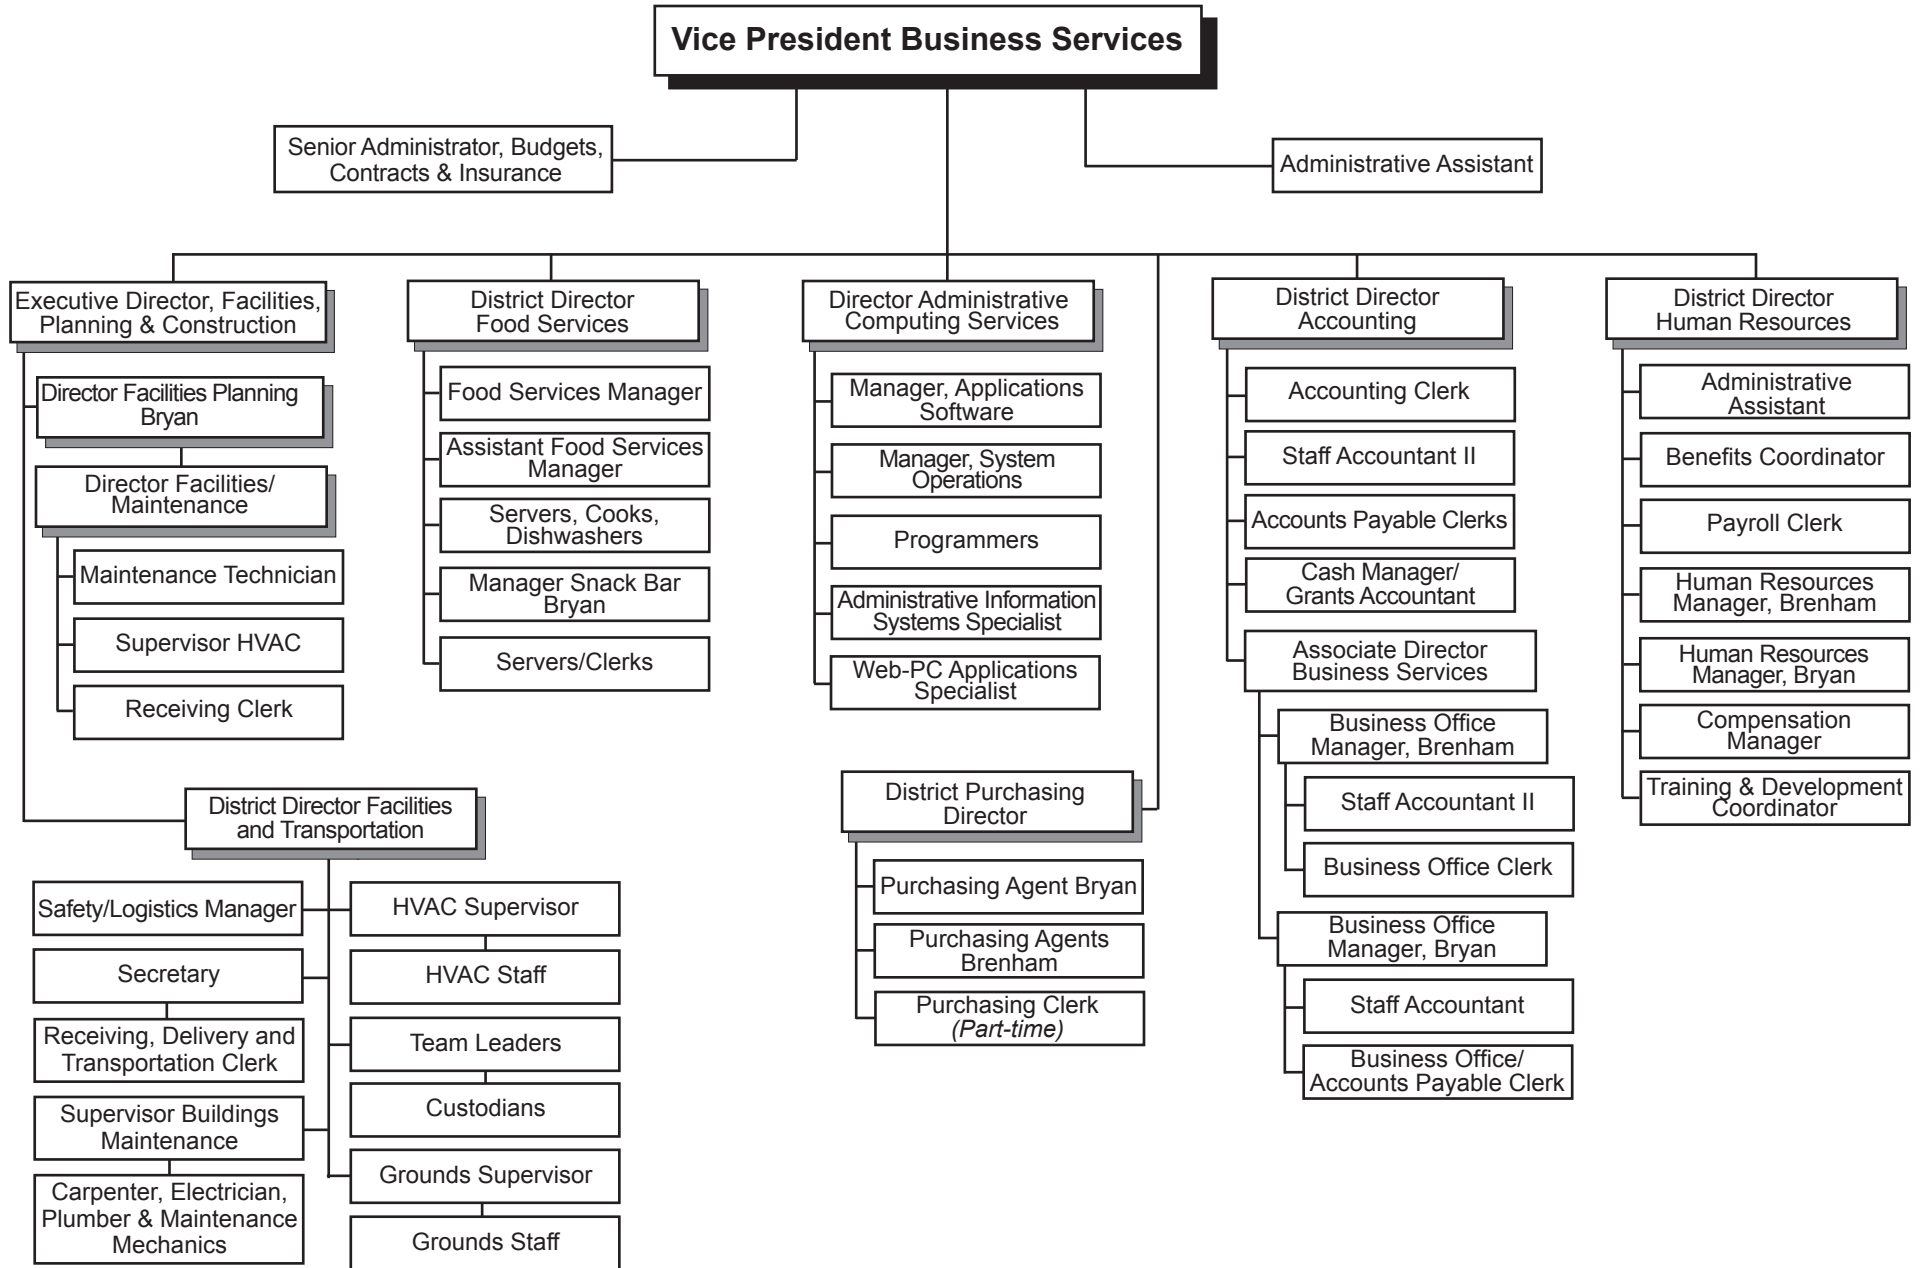 Vice President Business Services
Senior Administrator, Budgets,
Contracts & Insurance
Administrative Assistant
Executive Director, Facilities,
Planning & Construction
Director Facilities Planning
Bryan
Director Facilities/
Maintenance
Maintenance Technician
Supervisor HVAC
Receiving Clerk
District Director Facilities
and Transportation
Safety/Logistics Manager
Secretary
Receiving, Delivery and
Transportation Clerk
Supervisor Buildings
Maintenance
Carpenter, Electrician,
Plumber & Maintenance
Mechanics
HVAC Supervisor
HVAC Staff
Team Leaders
Custodians
Grounds Supervisor
Grounds Staff
District Director
Food Services
Food Services Manager
Assistant Food Services
Manager
Servers, Cooks,
Dishwashers
Manager Snack Bar
Bryan
Servers/Clerks
Director Administrative
Computing Services
Manager, Applications
Software
Manager, System
Operations
Programmers
Administrative Information
Systems Specialist
Web-PC Applications
Specialist
District Purchasing
Director
Purchasing Agent Bryan
Purchasing Agents
Brenham
Purchasing Clerk
(Part-time)
District Director
Accounting
Accounting Clerk
Staff Accountant II
Accounts Payable Clerks
Cash Manager/
Grants Accountant
Associate Director
Business Services
Business Office
Manager, Brenham
Staff Accountant II
Business Office Clerk
Business Office
Manager, Bryan
Staff Accountant
Business Office/
Accounts Payable Clerk
District Director
Human Resources
Administrative
Assistant
Benefits Coordinator
Payroll Clerk
Human Resources
Manager, Brenham
Human Resources
Manager, Bryan
Compensation
Manager
Training & Development
Coordinator